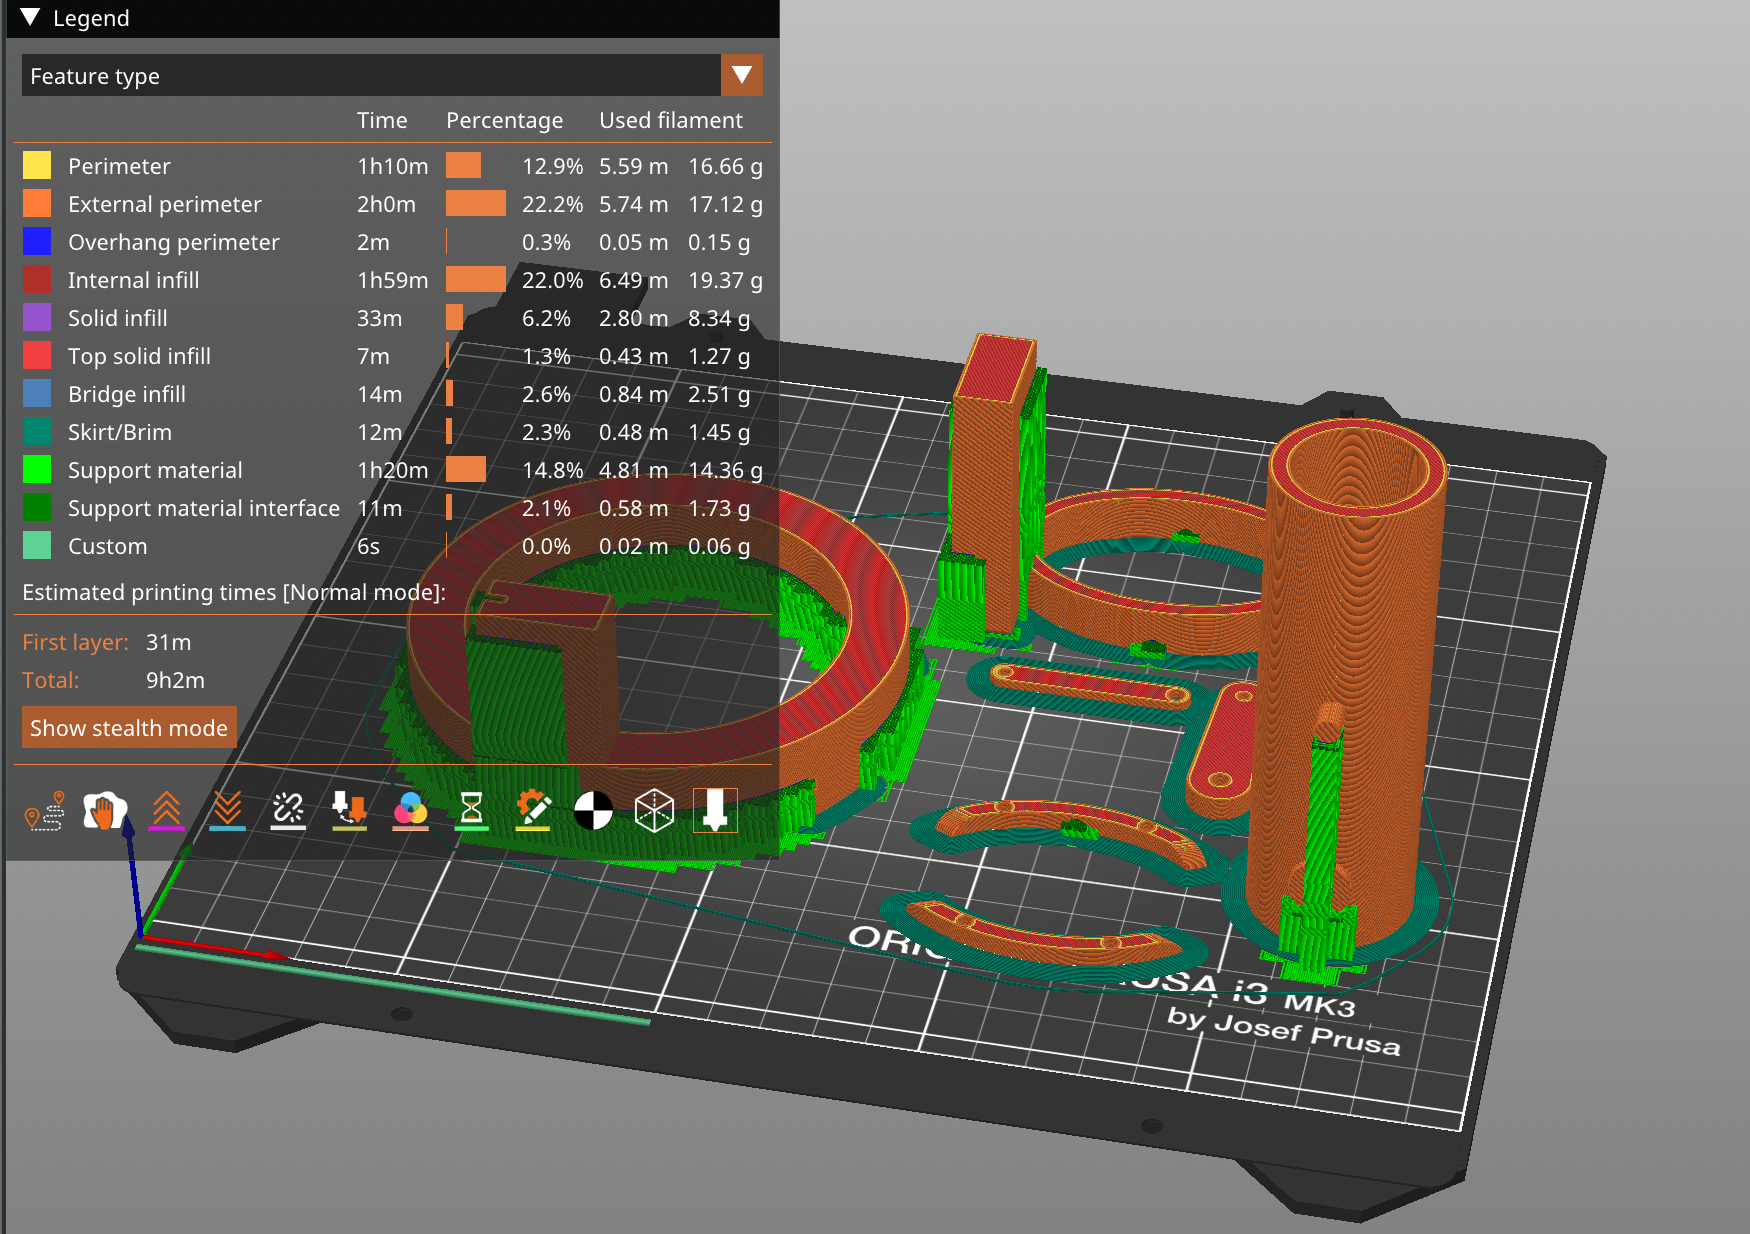 Legend
Feature type
Time Percentage Used filament
Perimeter 1h10m 12.9% 5.59 m 16.66 g
External perimeter 2h0m 22.2% 5.74 m 17.12 g
Overhang perimeter 2m 0.3% 0.05 m 0.15 g
Internal infill 1h59m 22.0% 6.49 m 19.37 g
Solid infill 33m 6.2% 2.80 m 8.34 g
Top solid infill 7m 1.3% 0.43 m 1.27 g
Bridge infill 14m 2.6% 0.84 m 2.51 g
Skirt/Brim 12m 2.3% 0.48 m 1.45 g
Support material 1h20m 14.8% 4.81 m 14.36 g
Support material interface 11m 2.1% 0.58 m 1.73 g
Custom 6s 0.0% 0.02 m 0.06 g
Estimated printing times [Normal mode]:
First layer: 31m
Total: 9h2m
Show stealth mode
i3 MK3
by Josef Prusa